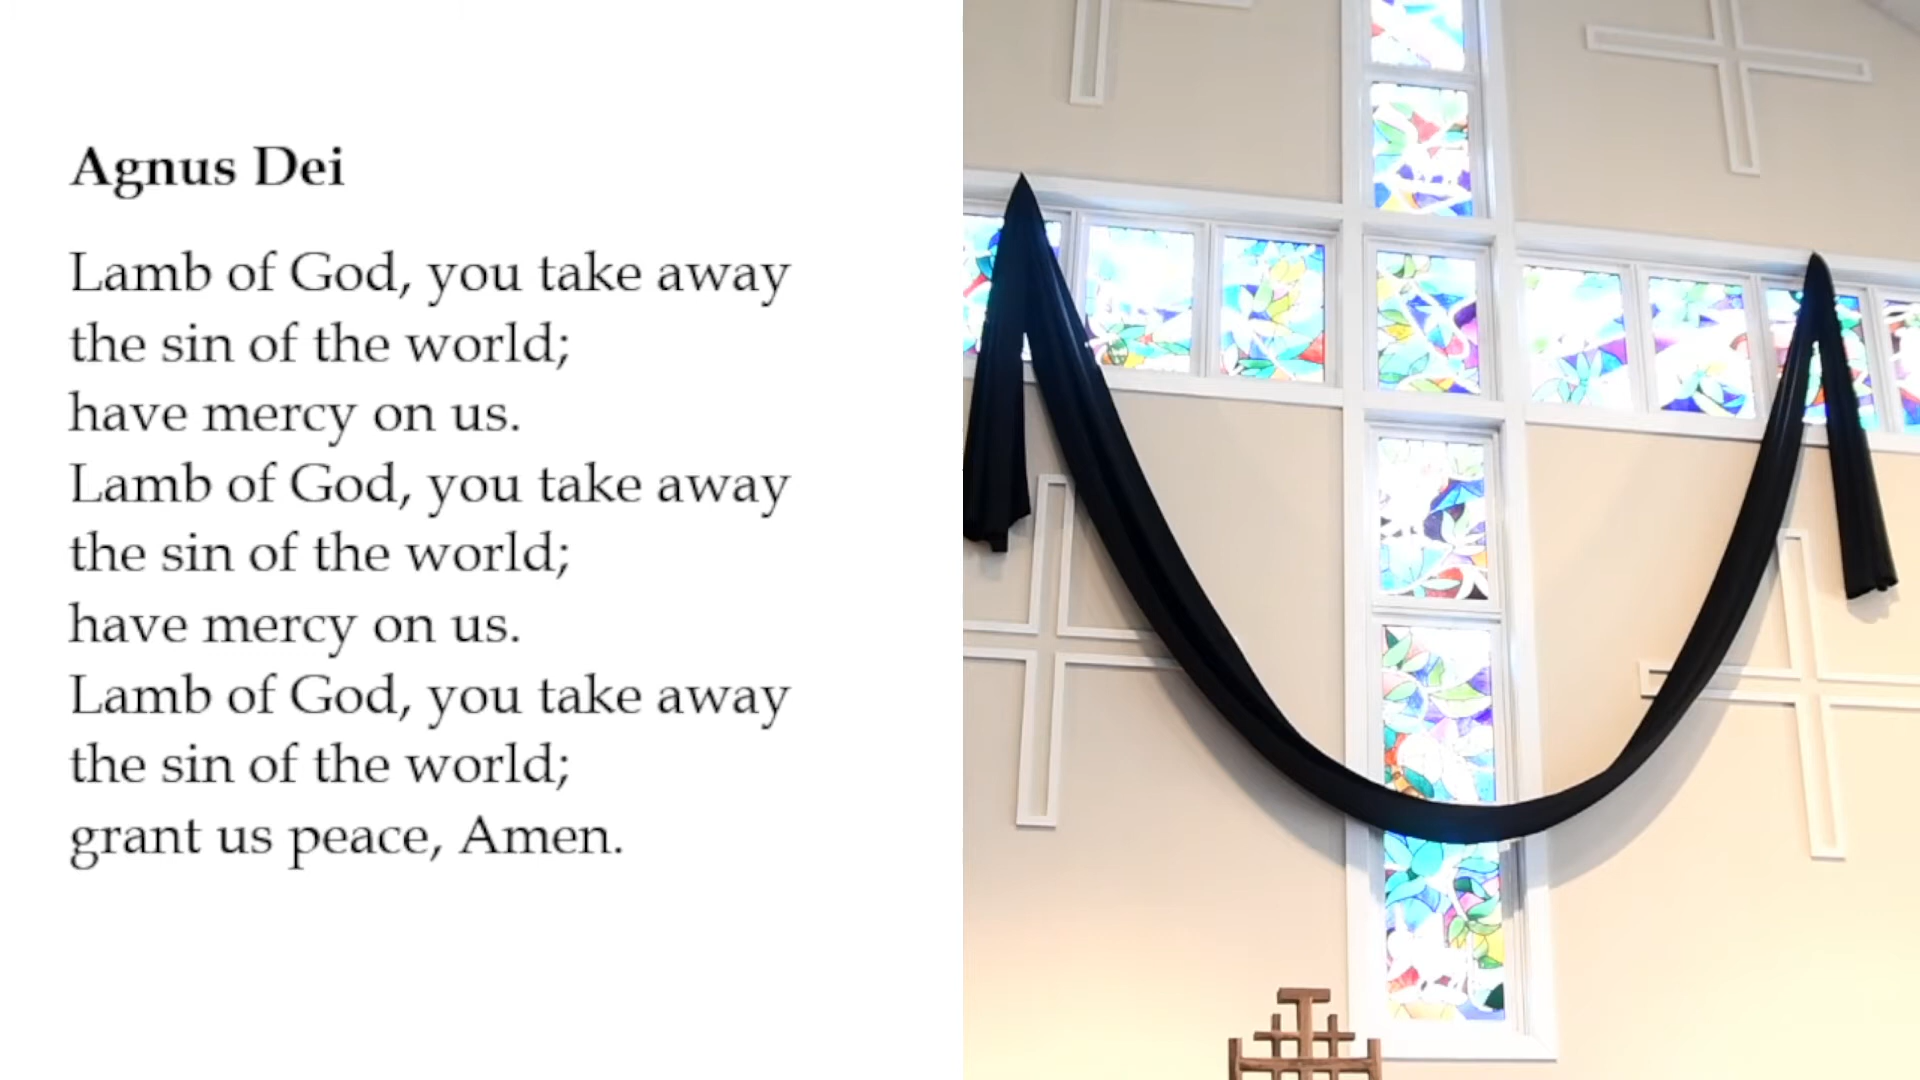 Agnus Dei
Lamb of God, you take away
the sin of the world;
have mercy on us.
Lamb of God, you take away
the sin of the world;
have mercy on us.
Lamb of God, you take away
the sin of the world;
grant us peace, Amen.